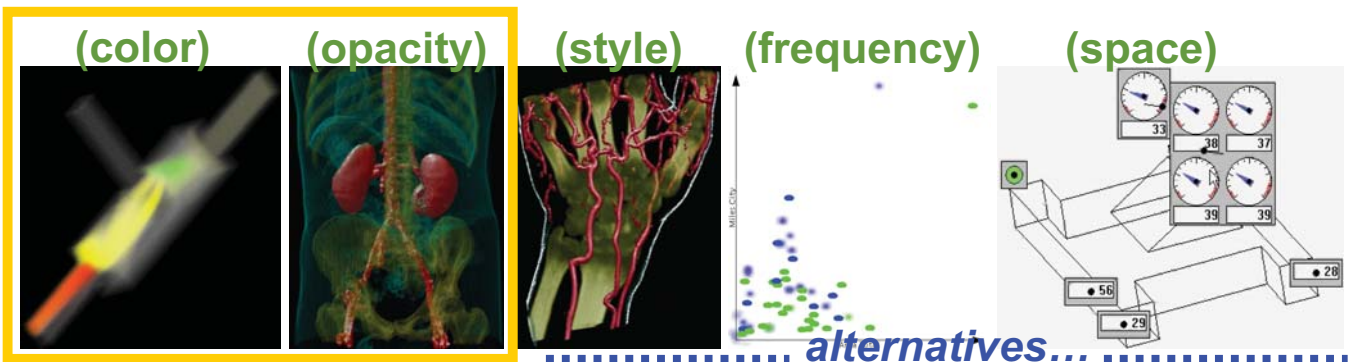 (color) (opacity) (style) (frequency) (space)
33
38 37
39 39
Miles City
28
56
29
alternatives...